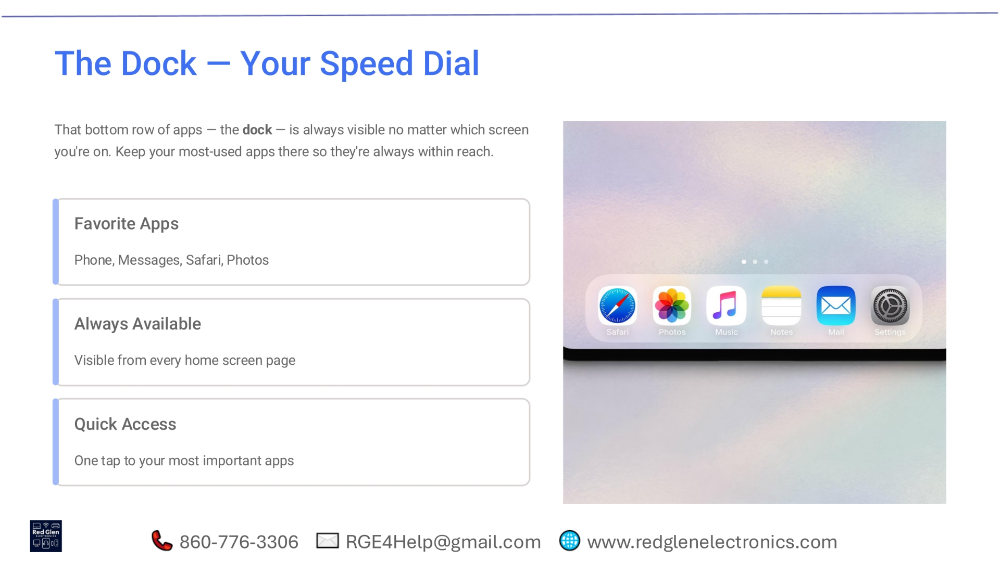 The Dock — Your Speed Dial
That bottom row of apps — the dock — is always visible no matter which screen
you're on. Keep your most-used apps there so they're always within reach.
Favorite Apps
Phone, Messages, Safari, Photos
Always Available
Visible from every home screen page
Quick Access
One tap to your most important apps
Safari Photos Music Notes Mail Settings
Red Glen
ELECTRONICS
860-776-3306 RGE4Help@gmail.com www.redglenelectronics.com